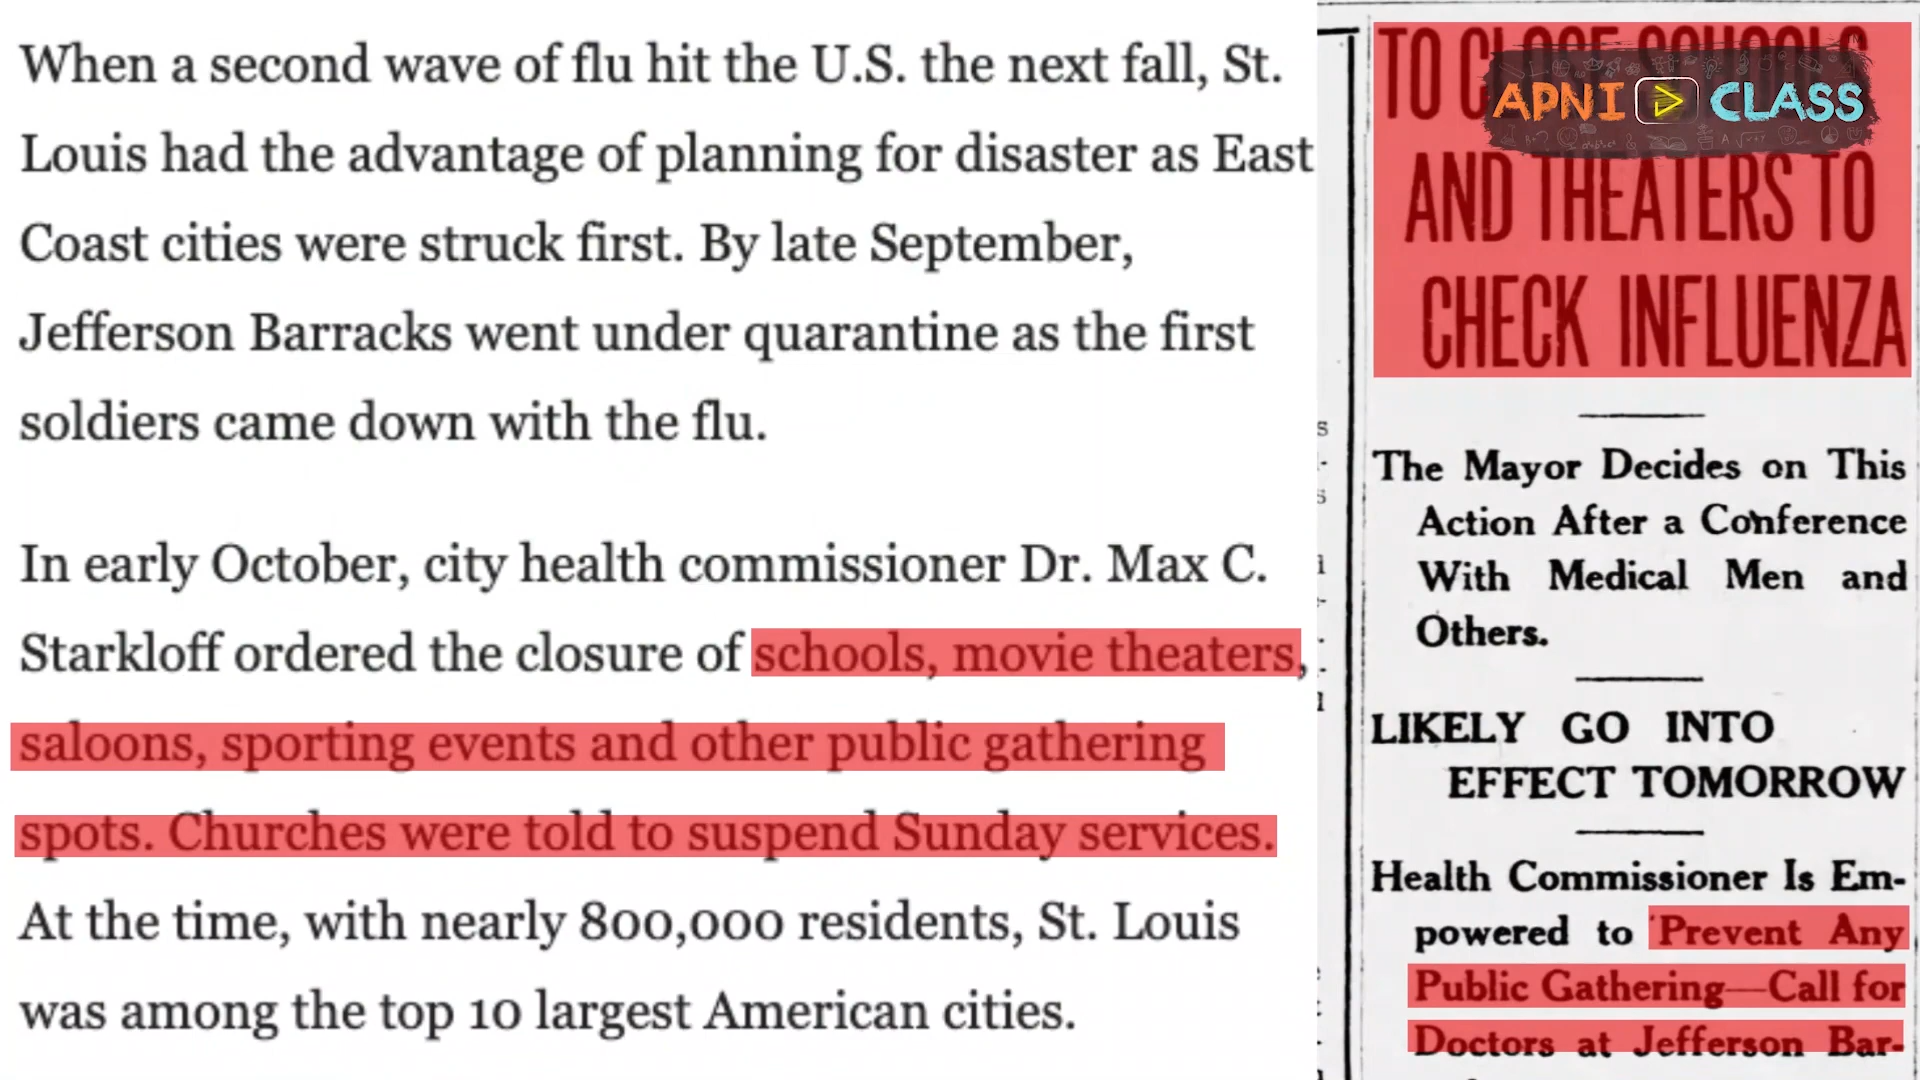 When a second wave of flu hit the U.S. the next fall, St.
Louis had the advantage of planning for disaster as East
Coast cities were struck first. By late September,
Jefferson Barracks went under quarantine as the first
soldiers came down with the flu.
In early October, city health commissioner Dr. Max C.
Starkloff ordered the closure of schools, movie theaters,
saloons, sporting events and other public gathering
spots. Churches were told to suspend Sunday services.
At the time, with nearly 800,000 residents, St. Louis
was among the top 10 largest American cities.
TO CLOSE SCHOOLS
APNI CLASS
AND THEATERS TO
CHECK INFLUENZA
The Mayor Decides on This
Action After a Conference
With Medical Men and
Others.
LIKELY GO INTO
EFFECT TOMORROW
Health Commissioner Is Em-
powered to Prevent Any
Public Gathering—Call for
Doctors at Jefferson Bar-